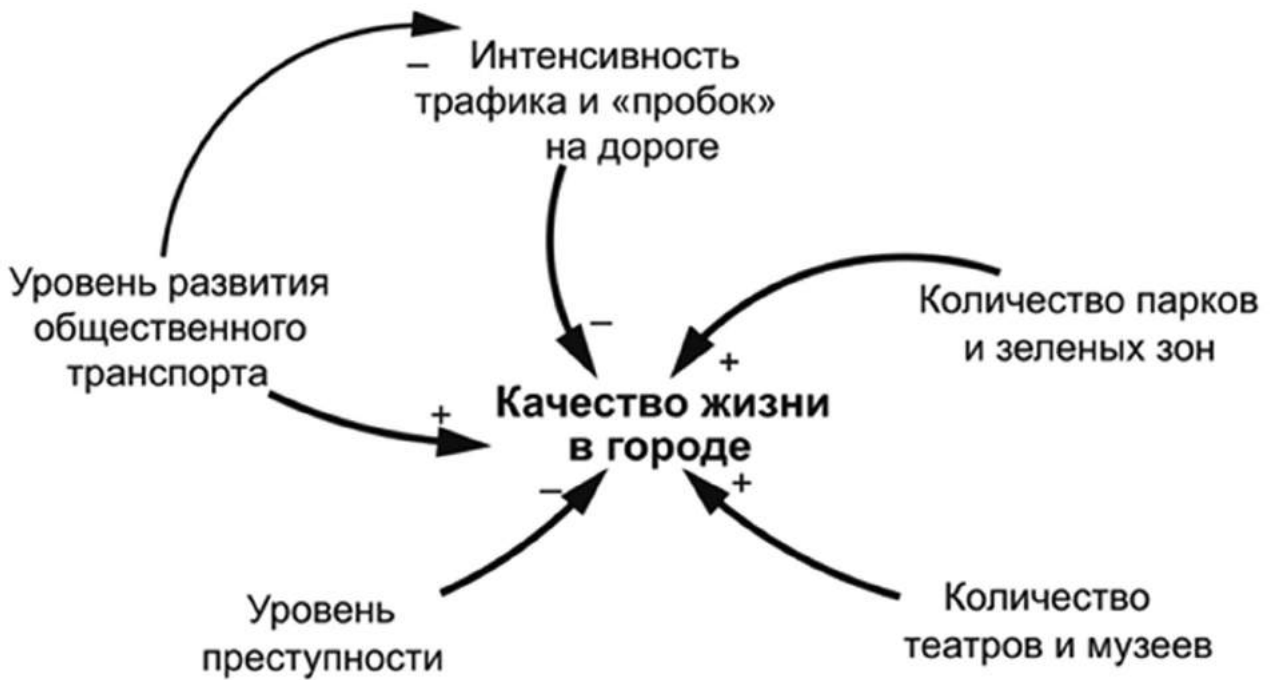 –
Интенсивность
трафика и «пробок»
на дороге
Уровень развития
общественного
транспорта
Количество парков
и зеленых зон
–
+
+
Качество жизни
в городе
–
+
Уровень
преступности
Количество
театров и музеев